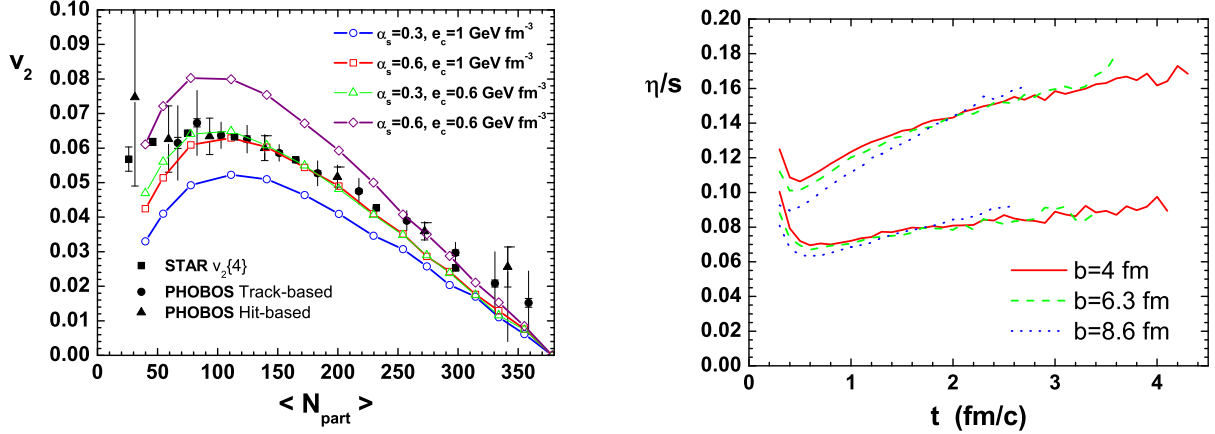 0.10
0.09
0.08
0.07
0.06
0.05
0.04
0.03
0.02
0.01
0.00
v2
αs=0.3, ec=1 GeV fm-3
αs=0.6, ec=1 GeV fm-3
αs=0.3, ec=0.6 GeV fm-3
αs=0.6, ec=0.6 GeV fm-3
STAR v2{4}
PHOBOS Track-based
PHOBOS Hit-based
0 50 100 150 200 250 300 350
< Npart >
0.20
0.16
0.12
0.10
0.08
0.06
0.04
0.02
0.00
η/s
b=4 fm
b=6.3 fm
b=8.6 fm
0 1 2 3 4
t (fm/c)